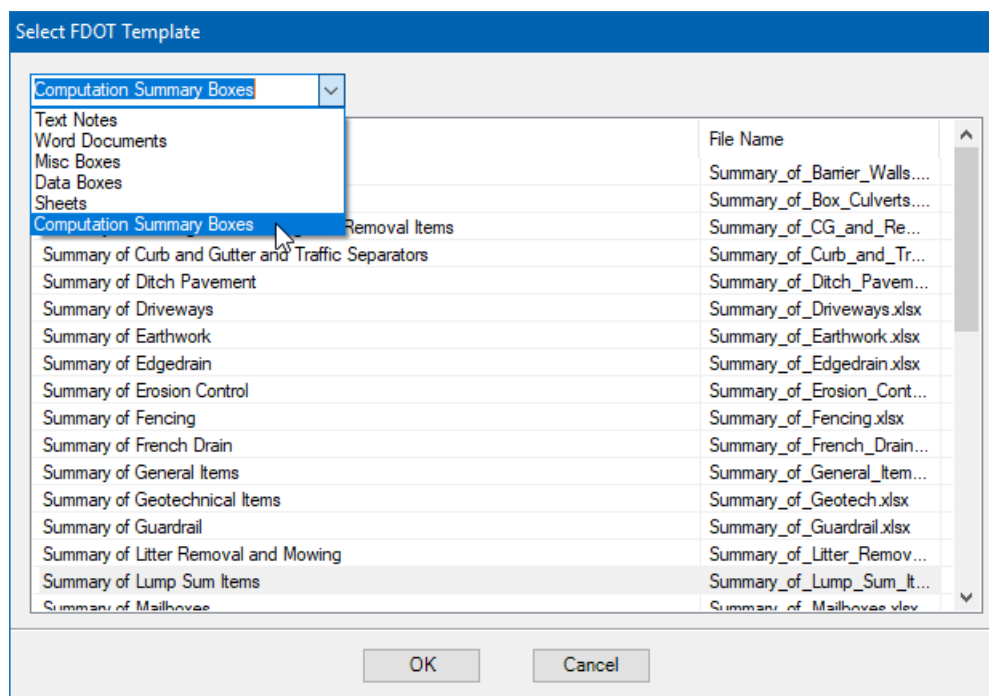 Select FDOT Template
Computation Summary Boxes
Text Notes
Word Documents
Misc Boxes
Data Boxes
Sheets
Computation Summary Boxes
File Name
Summary_of_Barrier_Walls....
Summary_of_Box_Culverts....
Removal Items Summary_of_CG_and_Re...
Summary of Curb and Gutter and Traffic Separators Summary_of_Curb_and_Tr...
Summary of Ditch Pavement Summary_of_Ditch_Pavem...
Summary of Driveways Summary_of_Driveways.xlsx
Summary of Earthwork Summary_of_Earthwork.xlsx
Summary of Edgedrain Summary_of_Edgedrain.xlsx
Summary of Erosion Control Summary_of_Erosion_Cont...
Summary of Fencing Summary_of_Fencing.xlsx
Summary of French Drain Summary_of_French_Drain...
Summary of General Items Summary_of_General_Item...
Summary of Geotechnical Items Summary_of_Geotech.xlsx
Summary of Guardrail Summary_of_Guardrail.xlsx
Summary of Litter Removal and Mowing Summary_of_Litter_Remov...
Summary of Lump Sum Items Summary_of_Lump_Sum_It...
Summary of Mailboxes Summary_of_Mailboxes.xlsx
OK Cancel